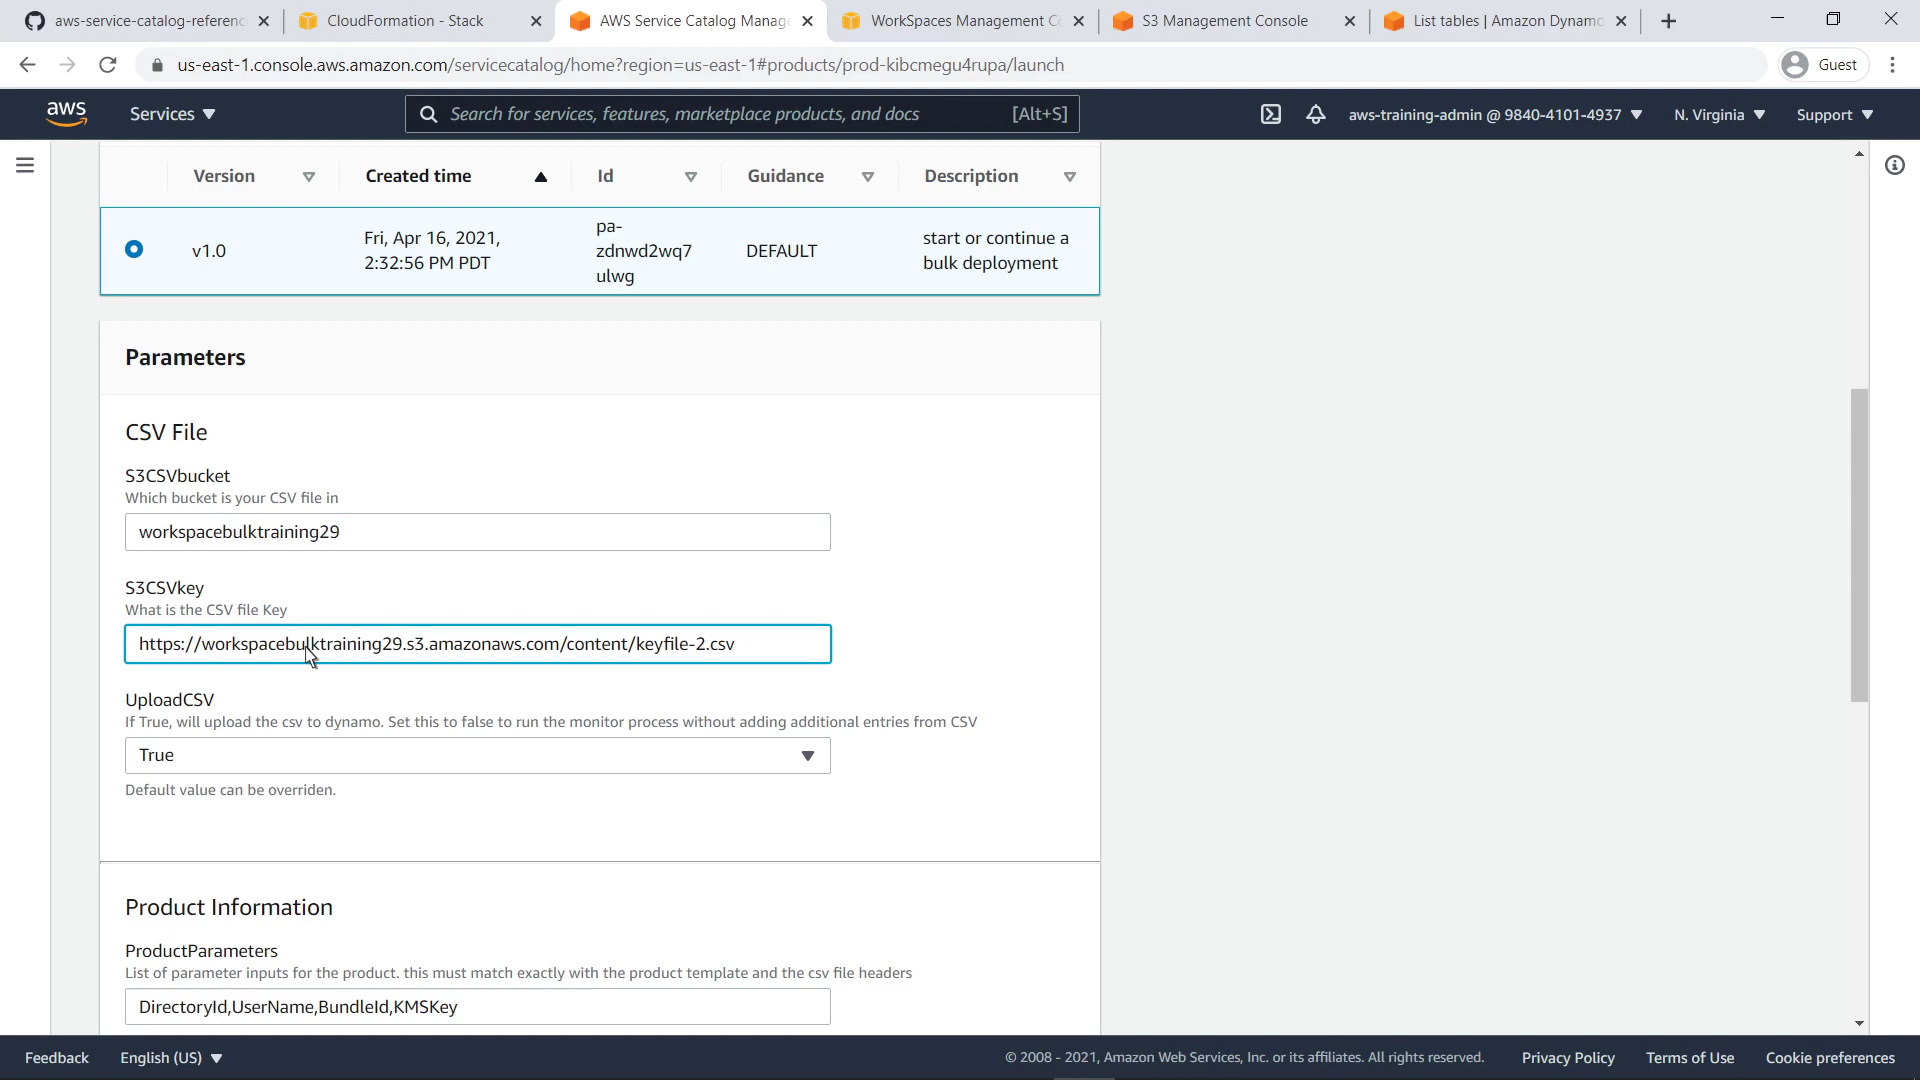 aws-service-catalog-referenc
CloudFormation - Stack
AWS Service Catalog Manage
WorkSpaces Management Co
S3 Management Console
List tables | Amazon Dynamo
us-east-1.console.aws.amazon.com/servicecatalog/home?region=us-east-1#products/prod-kibcmegu4rupa/launch
Guest
aws
Services
Search for services, features, marketplace products, and docs
[Alt+S]
aws-training-admin @ 9840-4101-4937
N. Virginia
Support
Version
Created time
Id
Guidance
Description
v1.0
Fri, Apr 16, 2021,
2:32:56 PM PDT
pa-
zdnwd2wq7
ulwg
DEFAULT
start or continue a
bulk deployment
Parameters
CSV File
S3CSVbucket
Which bucket is your CSV file in
workspacebulktraining29
S3CSVkey
What is the CSV file Key
https://workspacebulktraining29.s3.amazonaws.com/content/keyfile-2.csv
UploadCSV
If True, will upload the csv to dynamo. Set this to false to run the monitor process without adding additional entries from CSV
True
Default value can be overriden.
Product Information
ProductParameters
List of parameter inputs for the product. this must match exactly with the product template and the csv file headers
DirectoryId,UserName,BundleId,KMSKey
Feedback
English (US)
© 2008 - 2021, Amazon Web Services, Inc. or its affiliates. All rights reserved.
Privacy Policy
Terms of Use
Cookie preferences